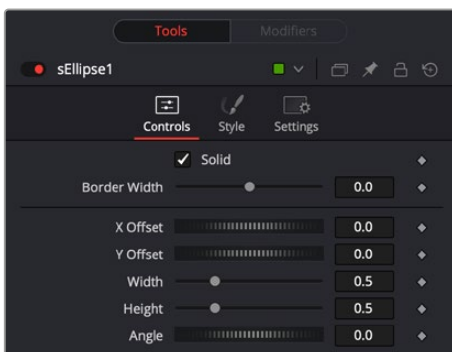 Tools Modifiers
sEllipse1
Controls Style Settings
Solid
Border Width 0.0
X Offset 0.0
Y Offset 0.0
Width 0.5
Height 0.5
Angle 0.0